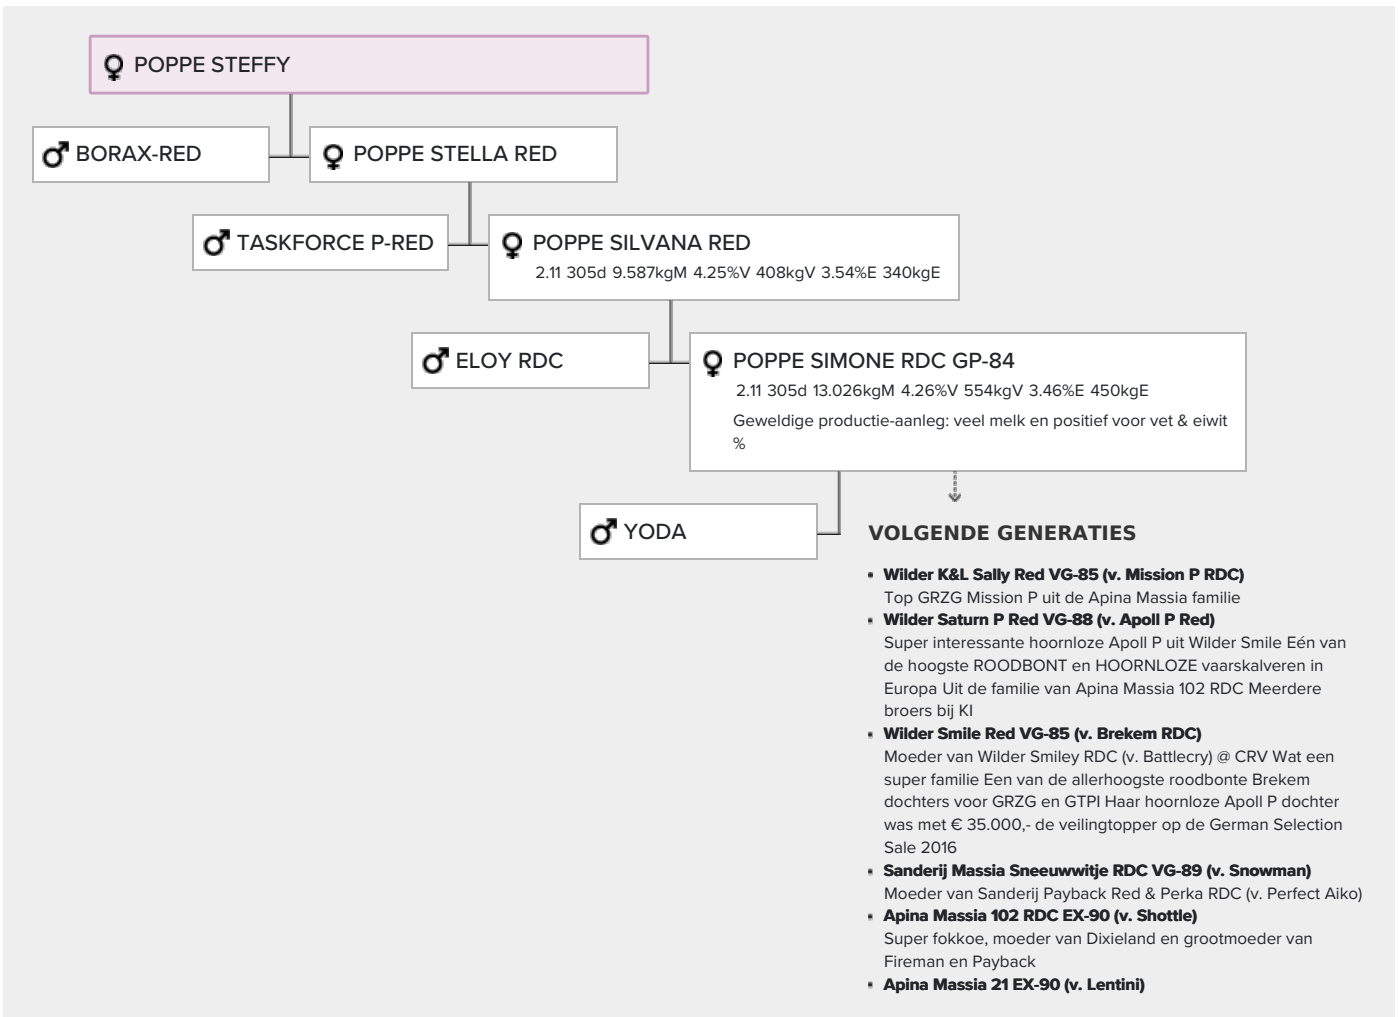 POPPE STEFFY
BORAX-RED
POPPE STELLA RED
TASKFORCE P-RED
POPPE SILVANA RED
2.11 305d 9.587kgM 4.25%V 408kgV 3.54%E 340kgE
ELOY RDC
POPPE SIMONE RDC GP-84
2.11 305d 13.026kgM 4.26%V 554kgV 3.46%E 450kgE
Geweldige productie-aanleg: veel melk en positief voor vet & eiwit
%
YODA
VOLGENDE GENERATIES
Wilder K&L Sally Red VG-85 (v. Mission P RDC)
Top GRZG Mission P uit de Apina Massia familie
Wilder Saturn P Red VG-88 (v. Apoll P Red)
Super interessante hoornloze Apoll P uit Wilder Smile Eén van
de hoogste ROODBONT en HOORNLOZE vaarskalveren in
Europa Uit de familie van Apina Massia 102 RDC Meerdere
broers bij KI
Wilder Smile Red VG-85 (v. Brekem RDC)
Moeder van Wilder Smiley RDC (v. Battlecry) @ CRV Wat een
super familie Een van de allerhoogste roodbonte Brekem
dochters voor GRZG en GTPI Haar hoornloze Apoll P dochter
was met € 35.000,- de veilingtopper op de German Selection
Sale 2016
Sanderij Massia Sneeuwwitje RDC VG-89 (v. Snowman)
Moeder van Sanderij Payback Red & Perka RDC (v. Perfect Aiko)
Apina Massia 102 RDC EX-90 (v. Shottle)
Super fokkoe, moeder van Dixieland en grootmoeder van
Fireman en Payback
Apina Massia 21 EX-90 (v. Lentini)